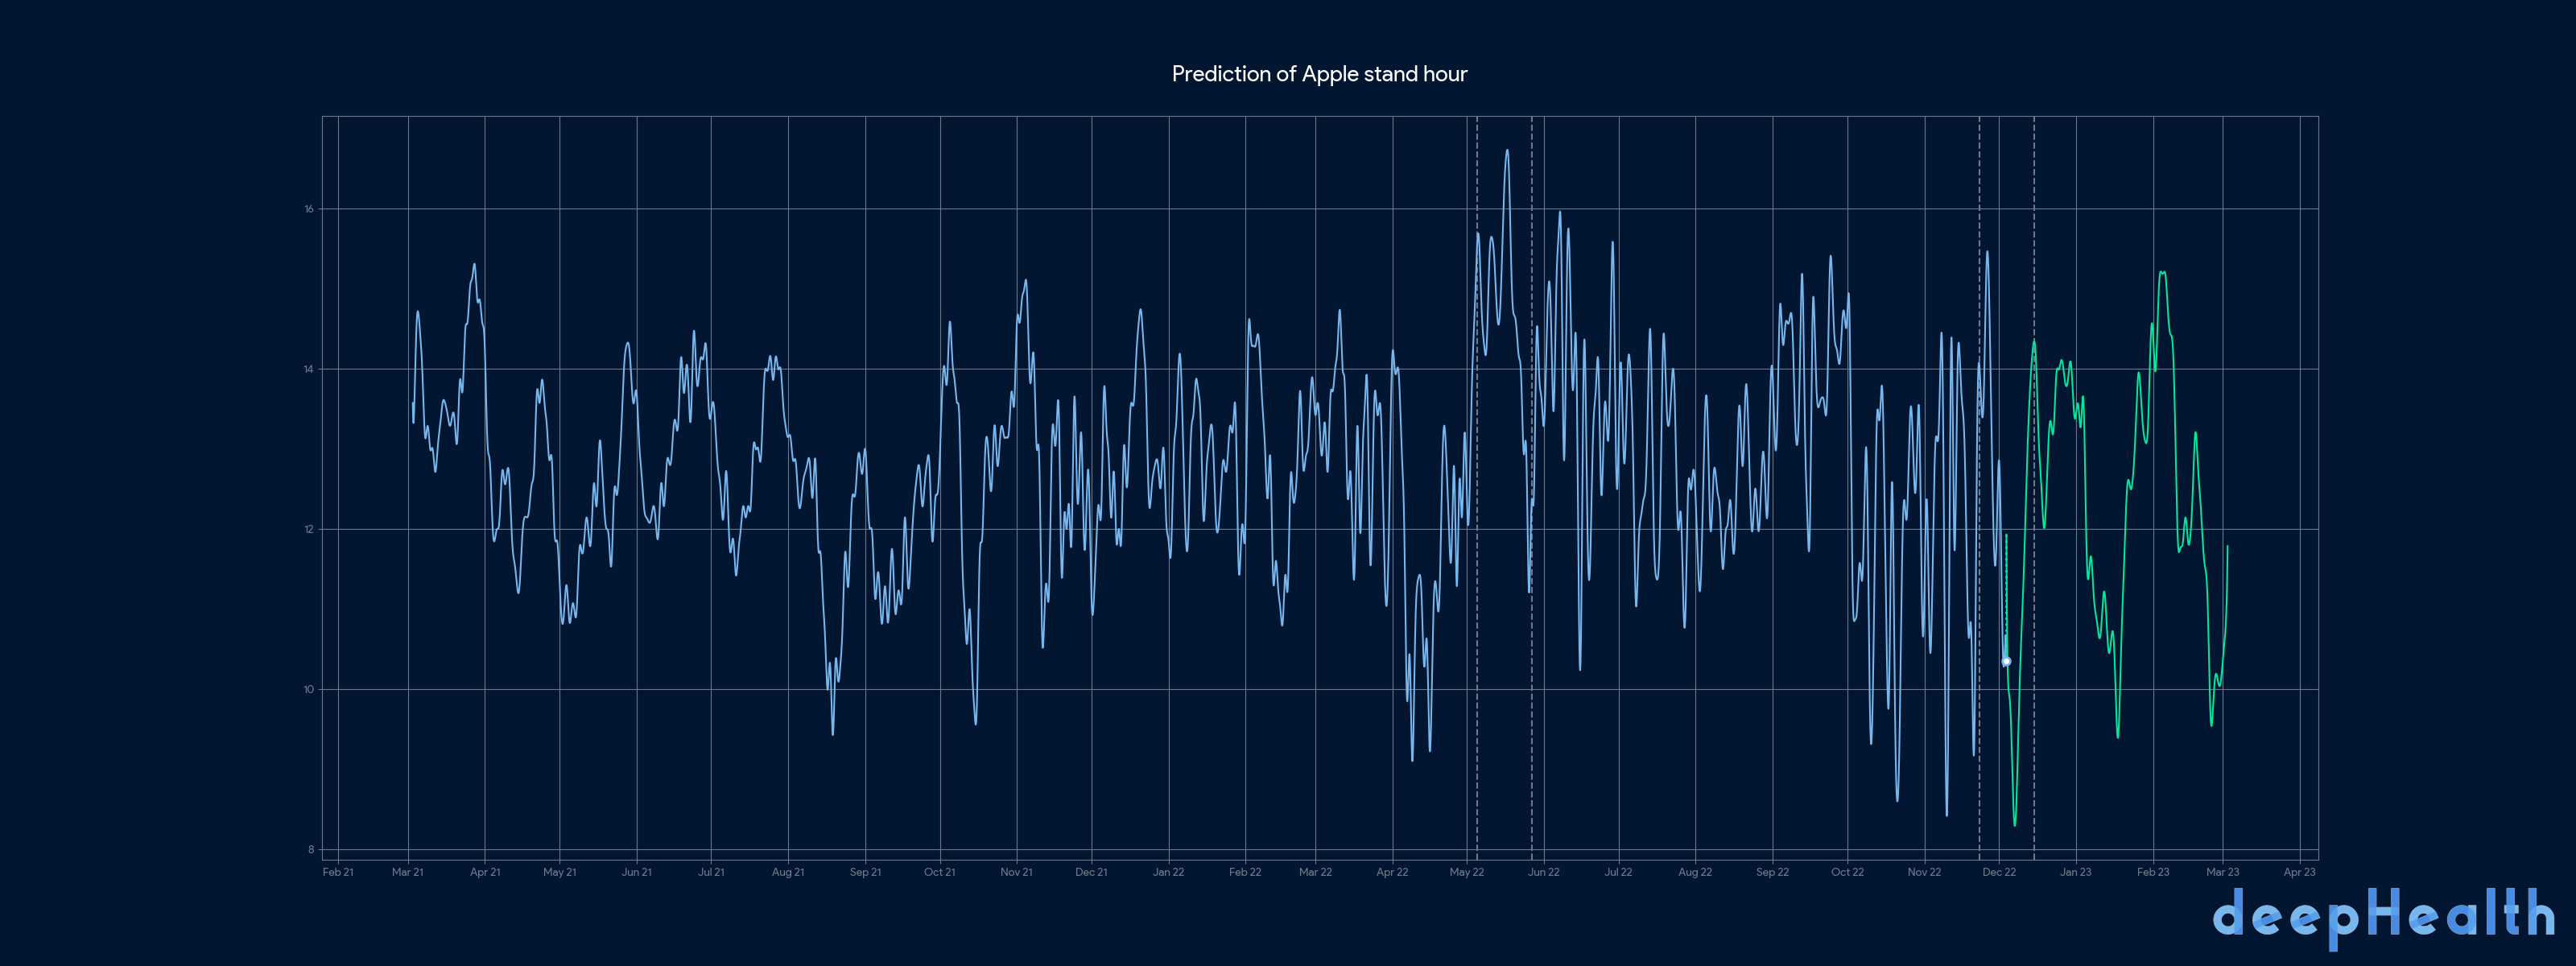 Prediction of Apple stand hour
16
14
12
10
8
Feb 21 Mar 21 Apr 21 May 21 Jun 21 Jul 21 Aug 21 Sep 21 Oct 21 Nov 21 Dec 21 Jan 22 Feb 22 Mar 22 Apr 22 May 22 Jun 22 Jul 22 Aug 22 Sep 22 Oct 22 Nov 22 Dec 22 Jan 23 Feb 23 Mar 23 Apr 23
deepHealth